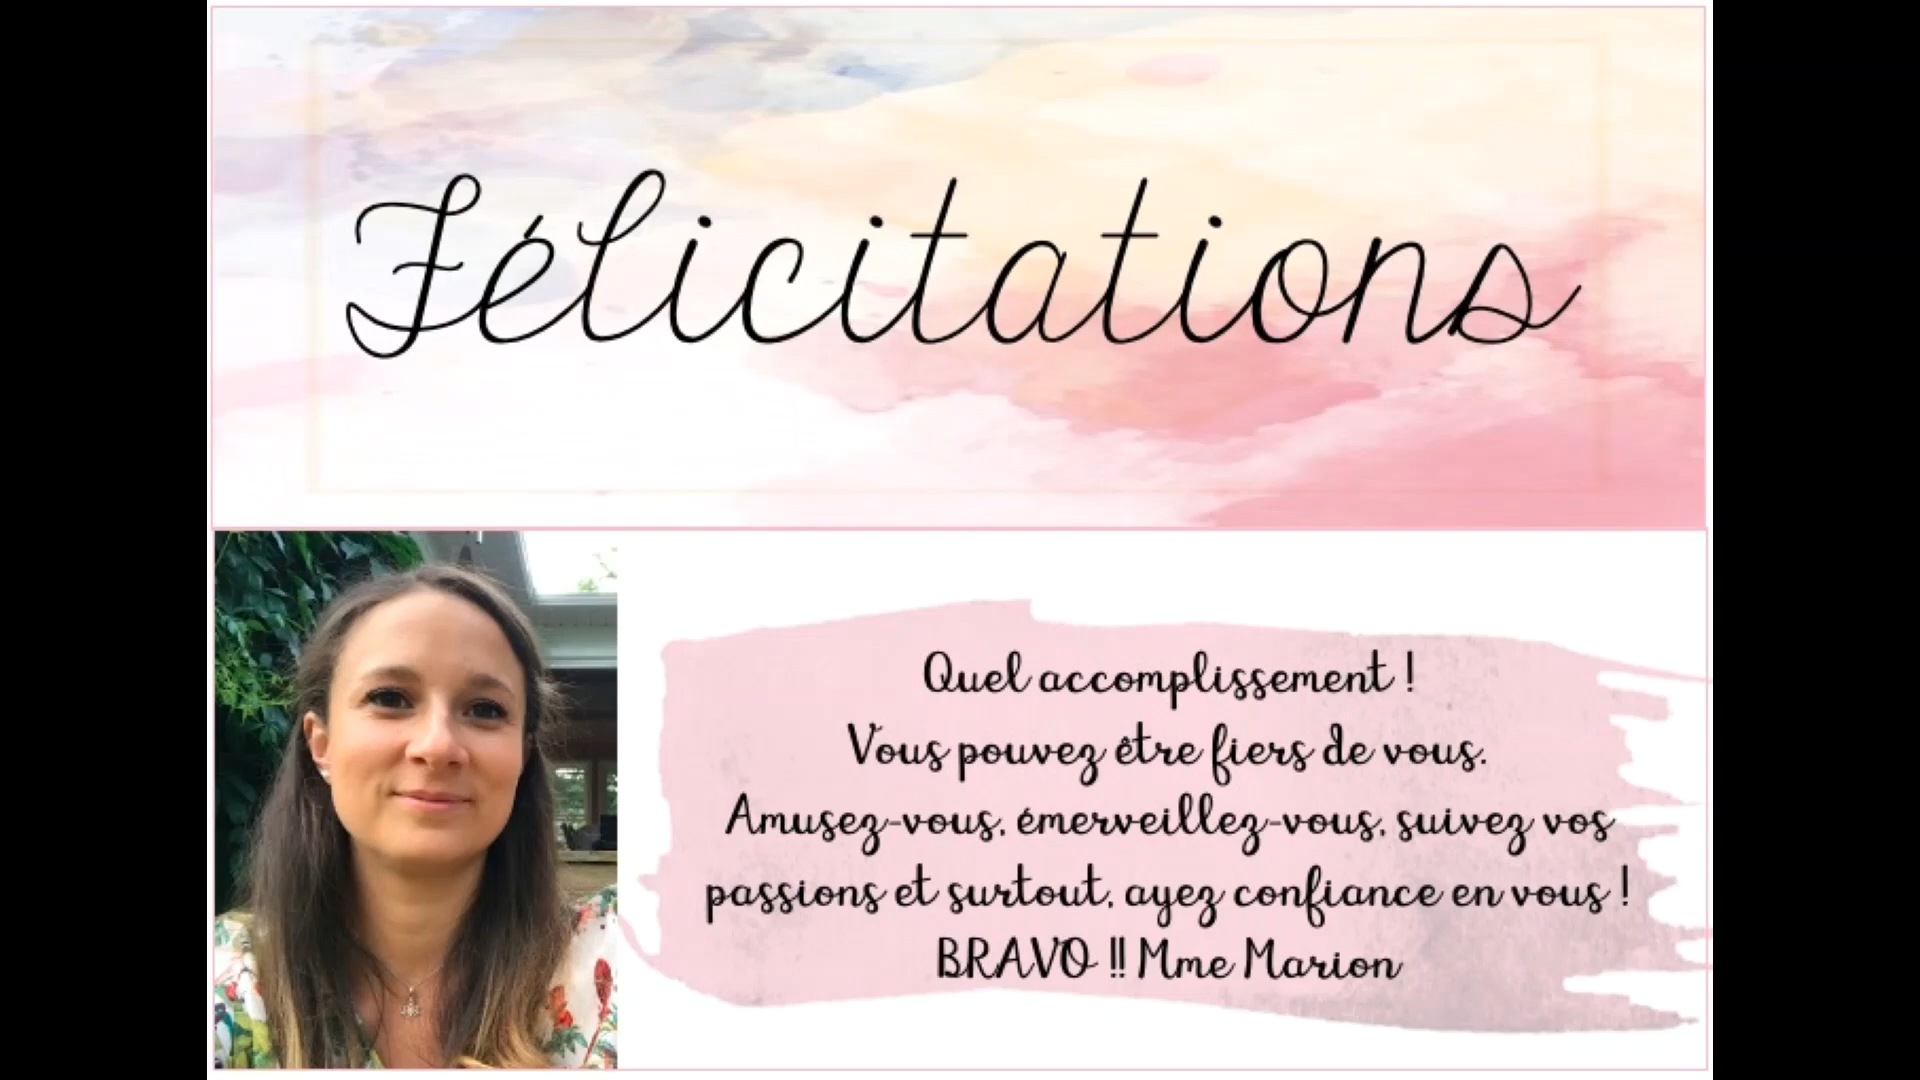 Félicitations
Quel accomplissement !
Vous pouvez être fiers de vous.
Amusez-vous, émerveillez-vous, suivez vos
passions et surtout, ayez confiance en vous !
BRAVO !! Mme Marion